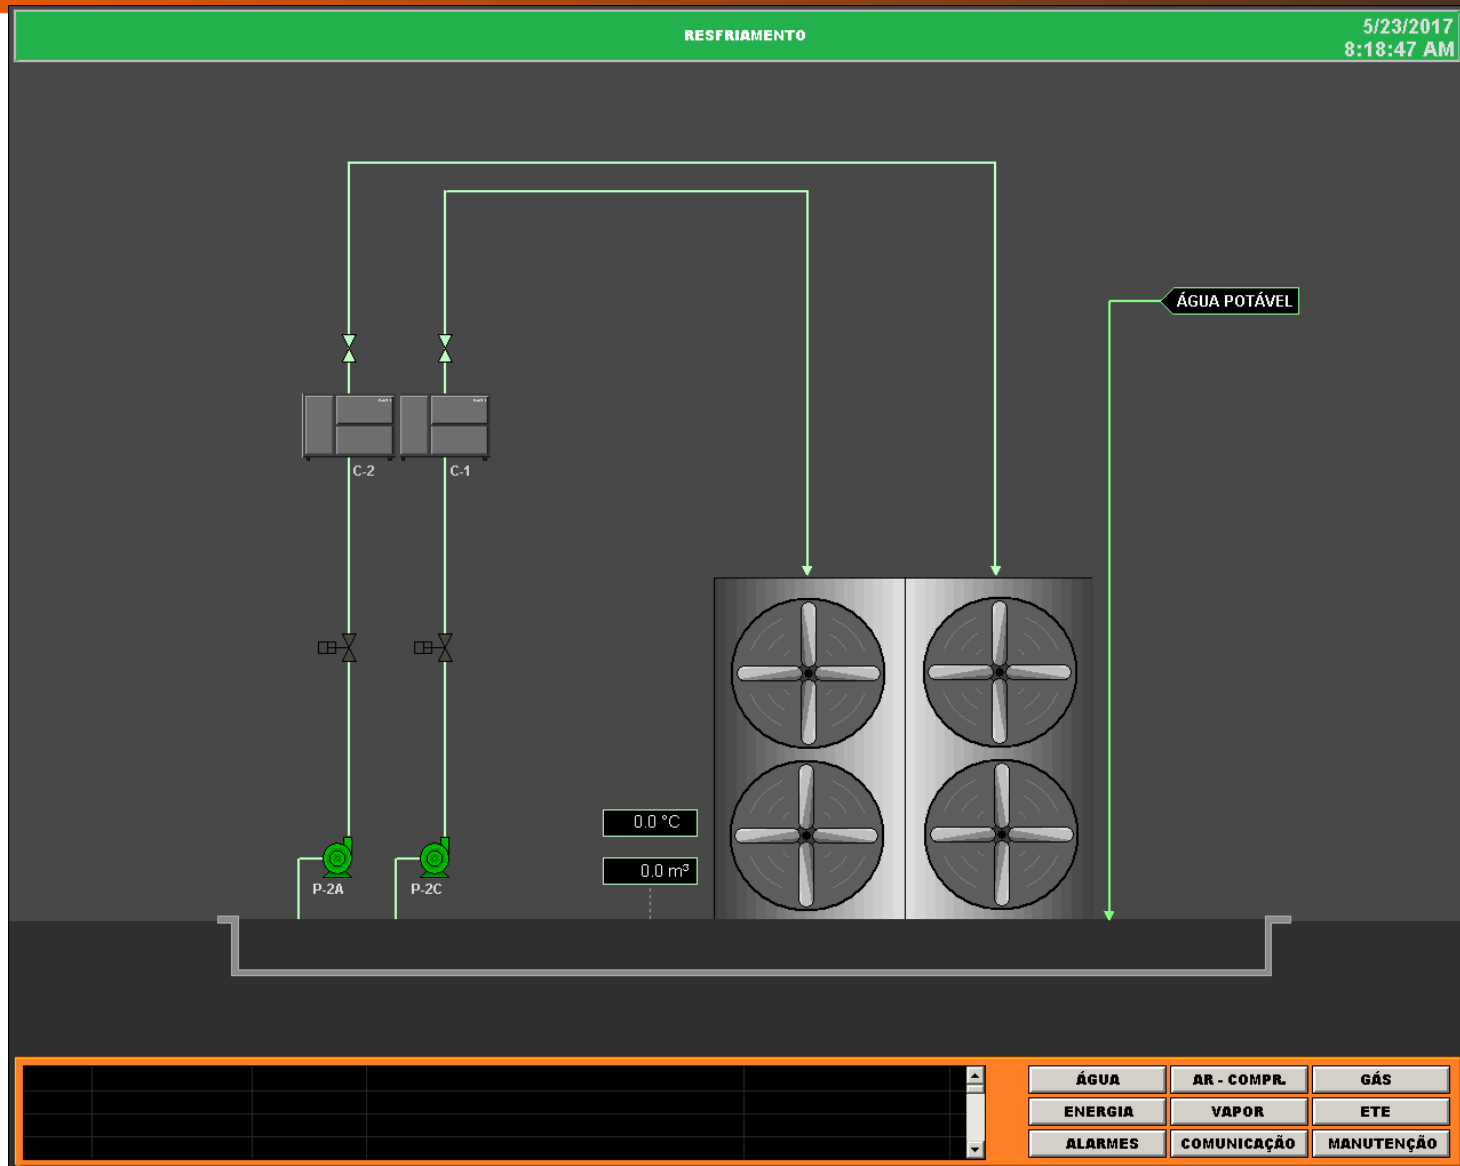 RESFRIAMENTO
5/23/2017
8:18:47 AM
ÁGUA POTÁVEL
C-2
C-1
0.0 °C
0.0 m³
P-2A
P-2C
ÁGUA
AR - COMPR.
GÁS
ENERGIA
VAPOR
ETE
ALARMES
COMUNICAÇÃO
MANUTENÇÃO